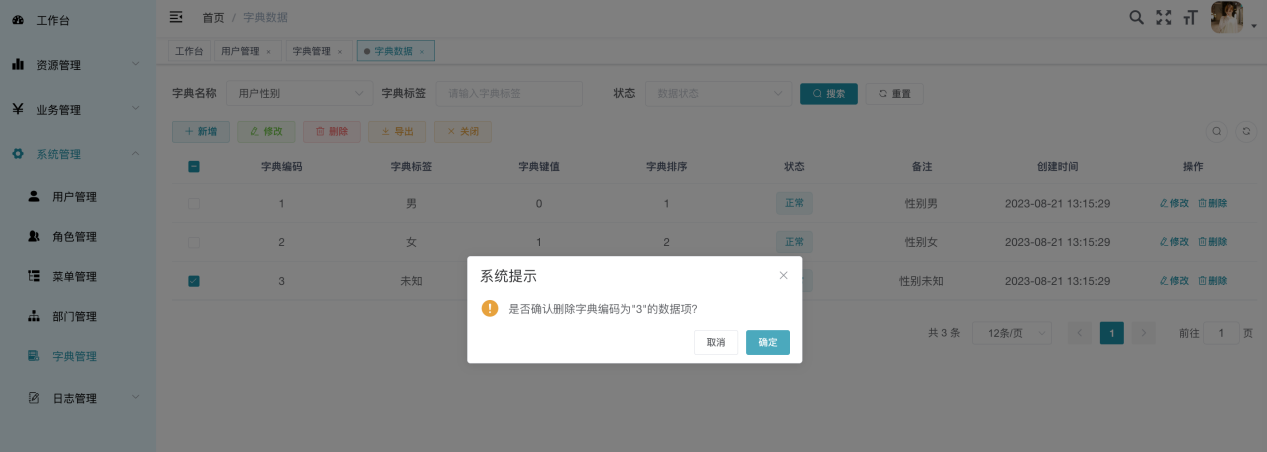 工作台
资源管理
业务管理
系统管理
用户管理
角色管理
菜单管理
部门管理
字典管理
日志管理
首页 / 字典数据
工作台 用户管理 × 字典管理 × 字典数据 ×
字典名称 用户性别 字典标签 请输入字典标签 状态 数据状态 搜索 重置
+ 新增 修改 删除 导出 × 关闭
字典编码 字典标签 字典键值 字典排序 状态 备注 创建时间 操作
1 男 0 1 正常 性别男 2023-08-21 13:15:29 修改 删除
2 女 1 2 正常 性别女 2023-08-21 13:15:29 修改 删除
3 未知 性别未知 2023-08-21 13:15:29 修改 删除
系统提示
是否确认删除字典编码为"3"的数据项?
取消 确定
共 3 条 12条/页 1 前往 1 页